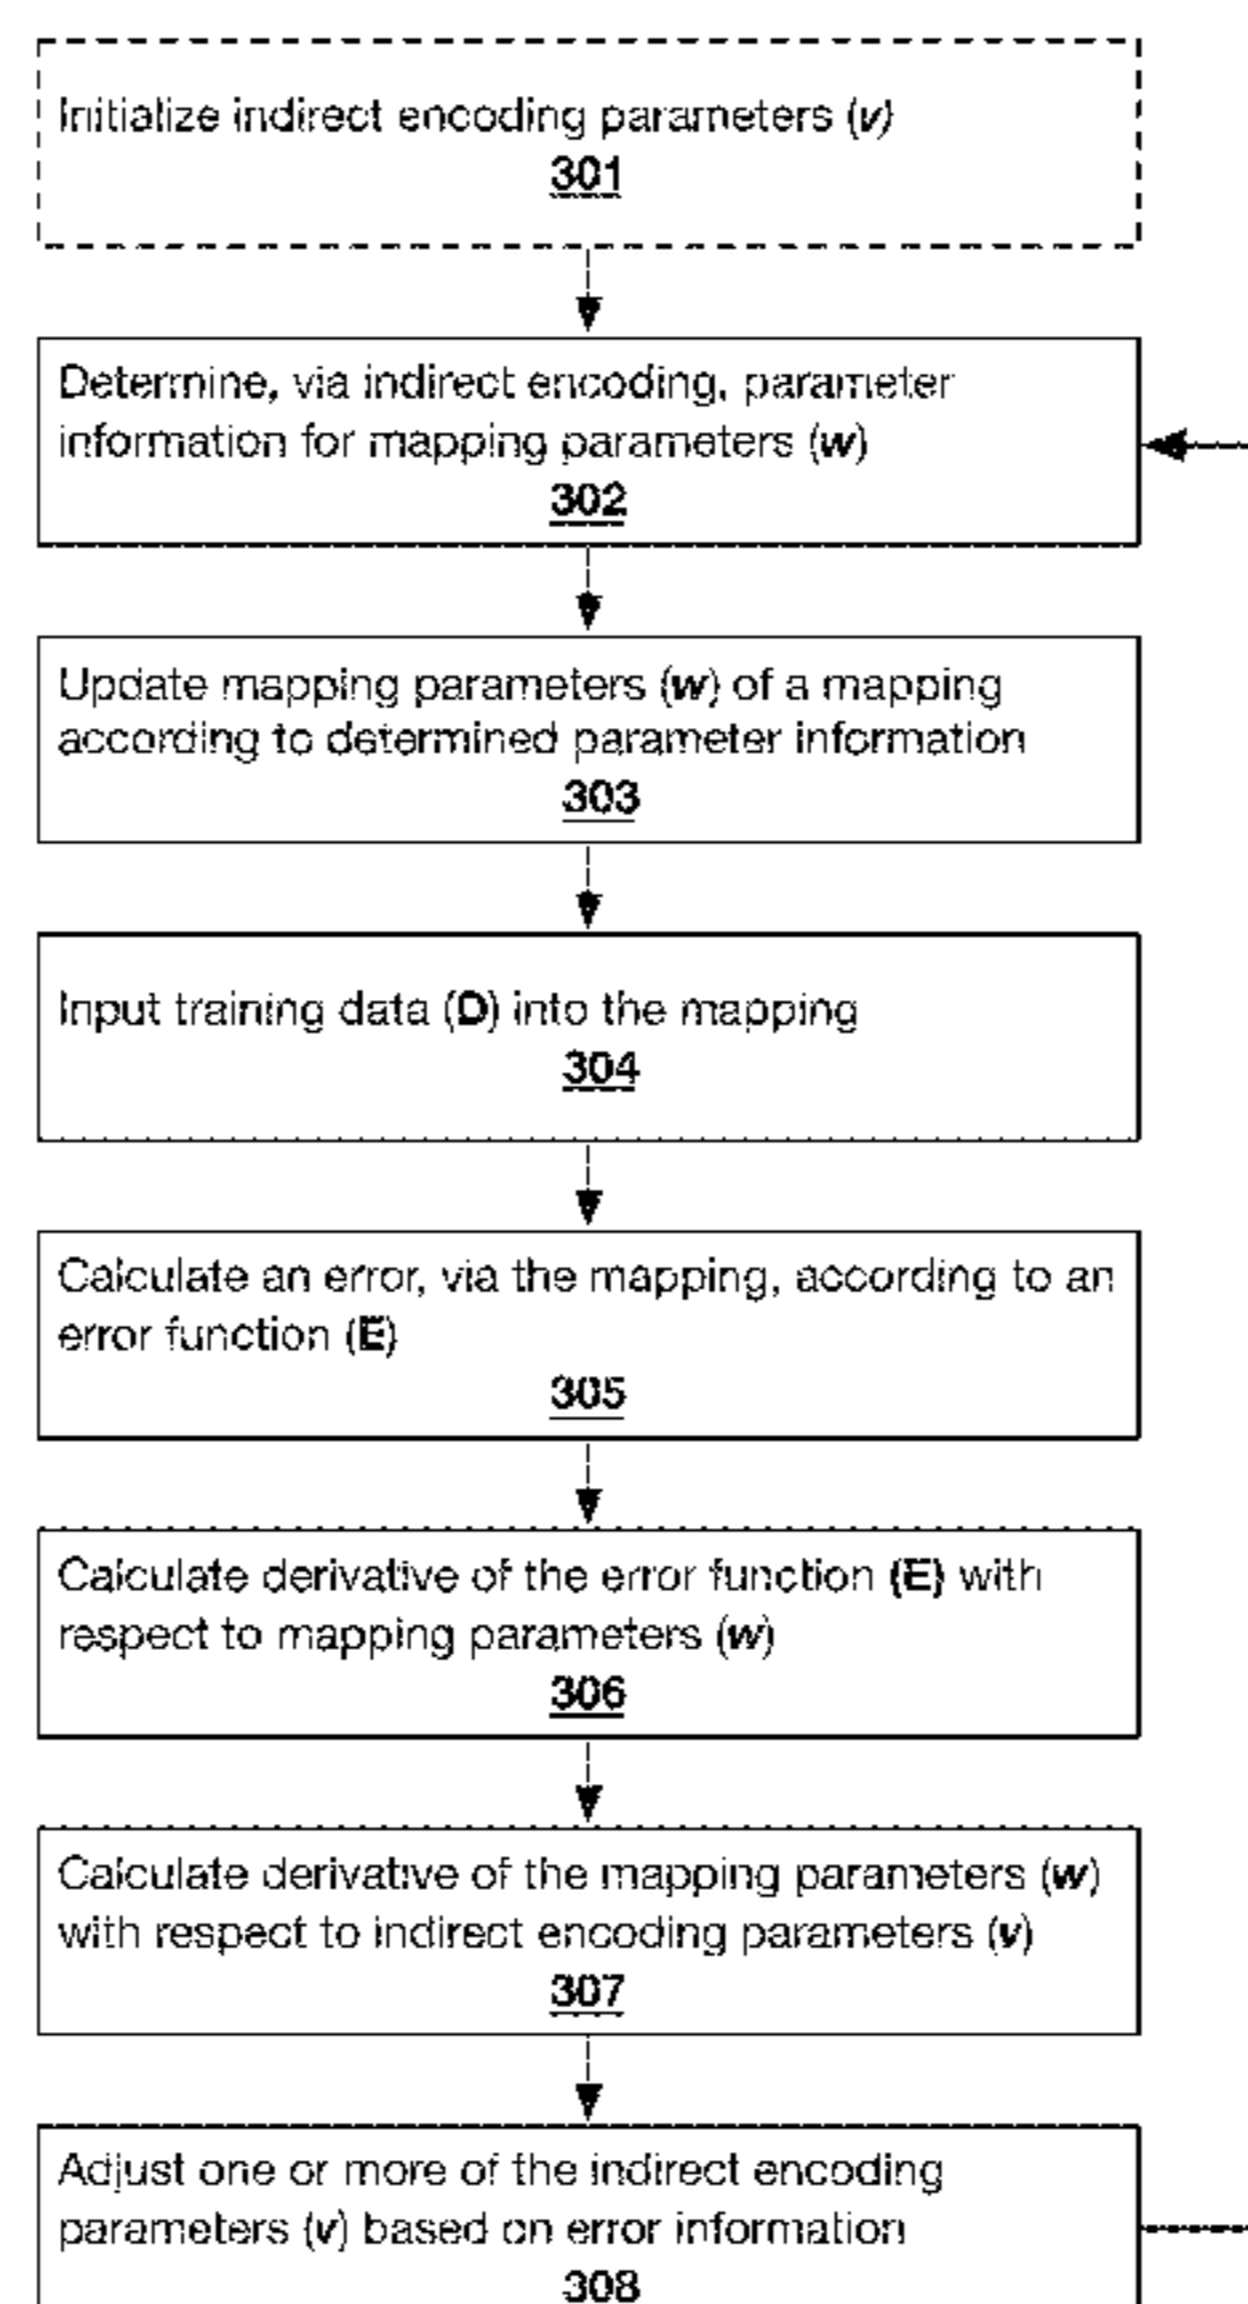 Initialize indirect encoding parameters (v)
301
Determine, via indirect encoding, parameter
information for mapping parameters (w)
302
Update mapping parameters (w) of a mapping
according to determined parameter information
303
Input training data (D) into the mapping
304
Calculate an error, via the mapping, according to an
error function (E)
305
Calculate derivative of the error function (E) with
respect to mapping parameters (w)
306
Calculate derivative of the mapping parameters (w)
with respect to indirect encoding parameters (v)
307
Adjust one or more of the indirect encoding
parameters (v) based on error information
308